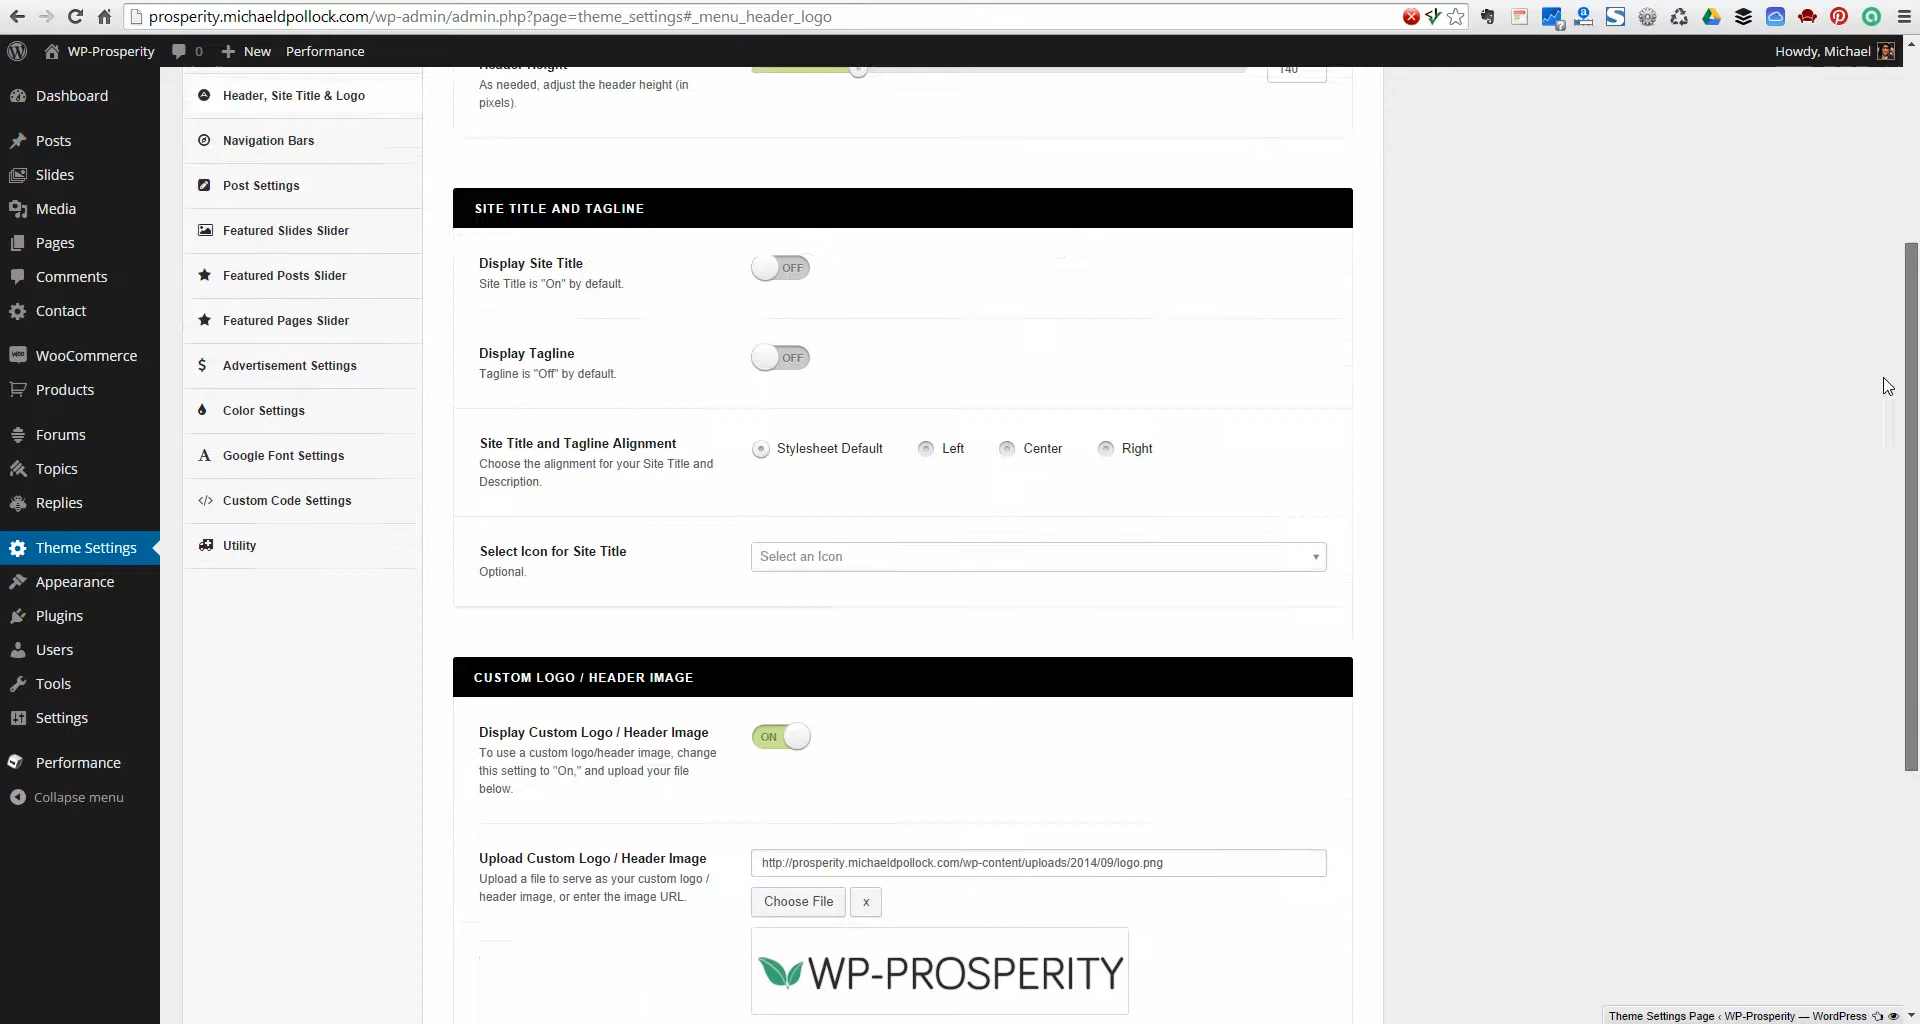 prosperity.michaeldpollock.com/wp-admin/admin.php?page=theme_settings#_menu_header_logo
WP-Prosperity 0 New Performance
Howdy, Michael
Dashboard
Posts
Slides
Media
Pages
Comments
Contact
WooCommerce
Products
Forums
Topics
Replies
Theme Settings
Appearance
Plugins
Users
Tools
Settings
Performance
Collapse menu
Header, Site Title & Logo
Navigation Bars
Post Settings
Featured Slides Slider
Featured Posts Slider
Featured Pages Slider
Advertisement Settings
Color Settings
Google Font Settings
Custom Code Settings
Utility
Header Height
140
As needed, adjust the header height (in
pixels).
SITE TITLE AND TAGLINE
Display Site Title
OFF
Site Title is "On" by default.
Display Tagline
OFF
Tagline is "Off" by default.
Site Title and Tagline Alignment
Stylesheet Default Left Center Right
Choose the alignment for your Site Title and
Description.
Select Icon for Site Title
Select an Icon
Optional.
CUSTOM LOGO / HEADER IMAGE
Display Custom Logo / Header Image
ON
To use a custom logo/header image, change
this setting to "On," and upload your file
below.
Upload Custom Logo / Header Image
http://prosperity.michaeldpollock.com/wp-content/uploads/2014/09/logo.png
Upload a file to serve as your custom logo /
header image, or enter the image URL.
Choose File x
WP-PROSPERITY
Theme Settings Page ‹ WP-Prosperity — WordPress